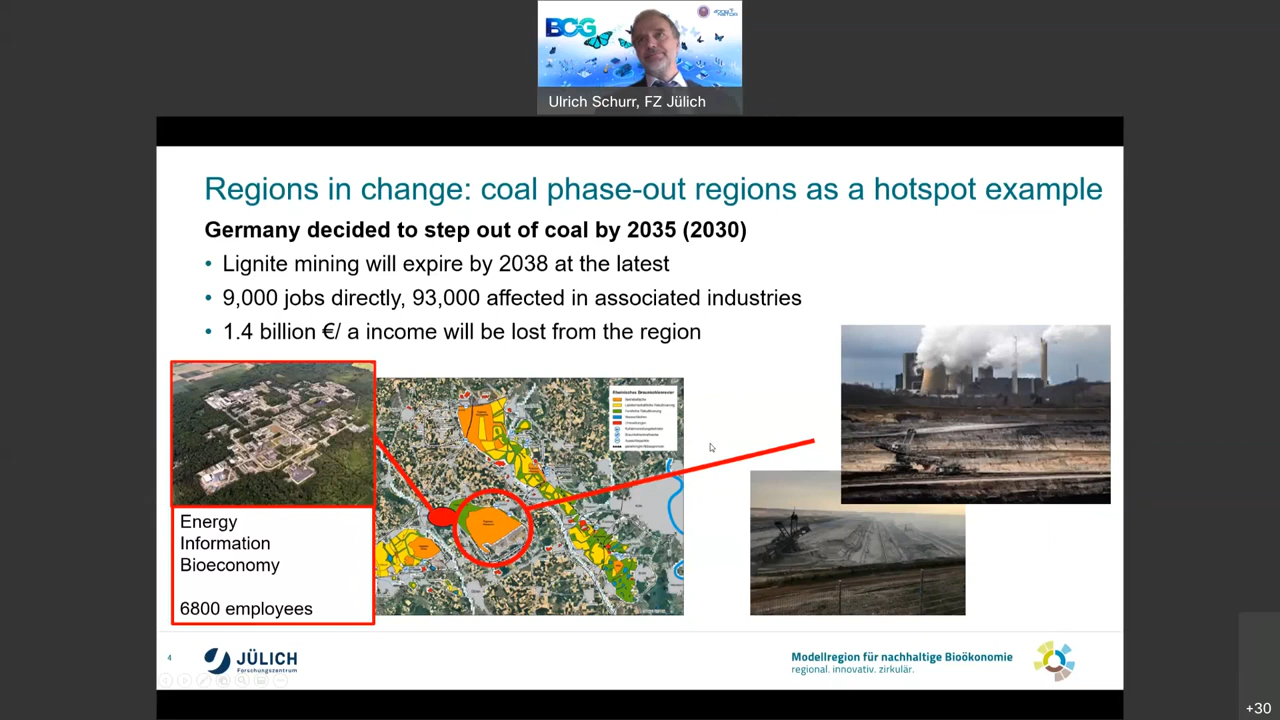 BCG
Ulrich Schurr, FZ Jülich
Regions in change: coal phase-out regions as a hotspot example
Germany decided to step out of coal by 2035 (2030)
• Lignite mining will expire by 2038 at the latest
• 9,000 jobs directly, 93,000 affected in associated industries
• 1.4 billion €/ a income will be lost from the region
Rheinisches Braunkohlerevier
Energy
Information
Bioeconomy
6800 employees
4
JÜLICH
Forschungszentrum
Modellregion für nachhaltige Bioökonomie
regional. innovativ. zirkulär.
+30